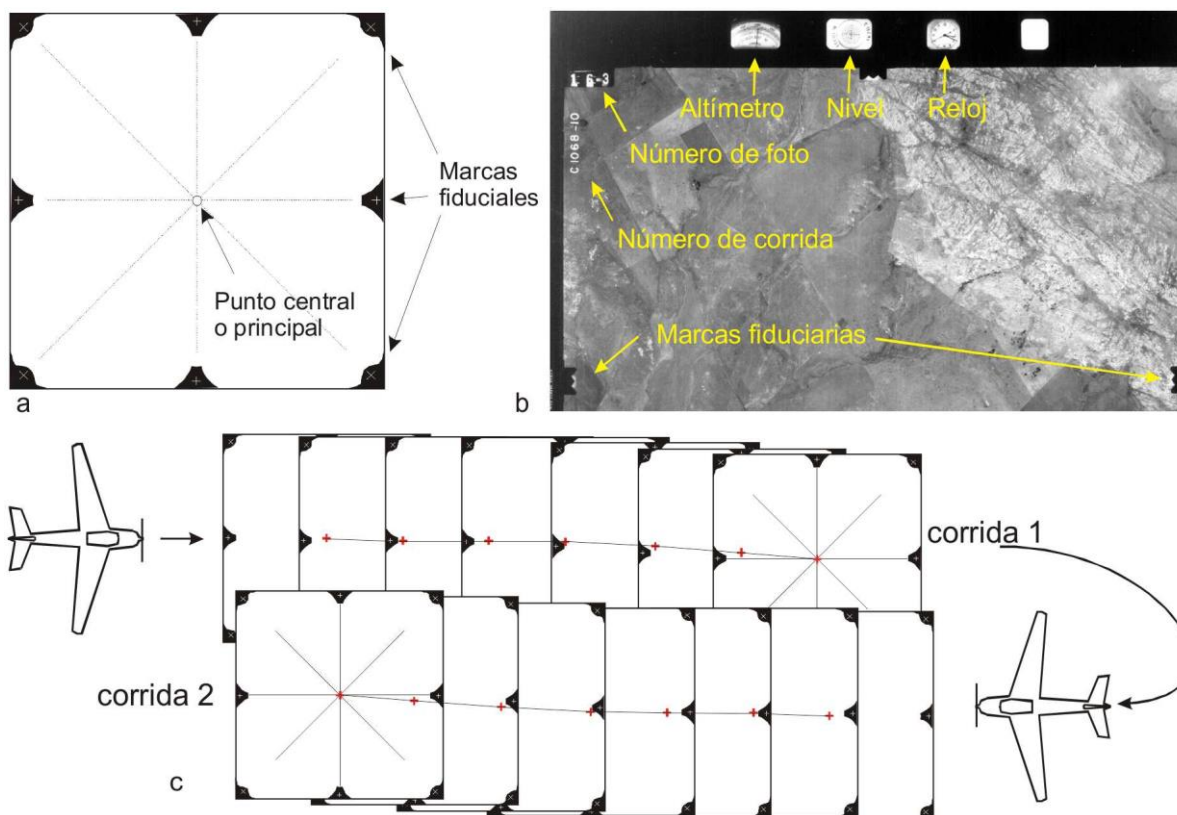 Marcas
fiduciales
Punto central
o principal
a
1 6-3
C1068-10
Altímetro
Nivel
Reloj
Número de foto
Número de corrida
Marcas fiduciarias
b
corrida 1
corrida 2
c